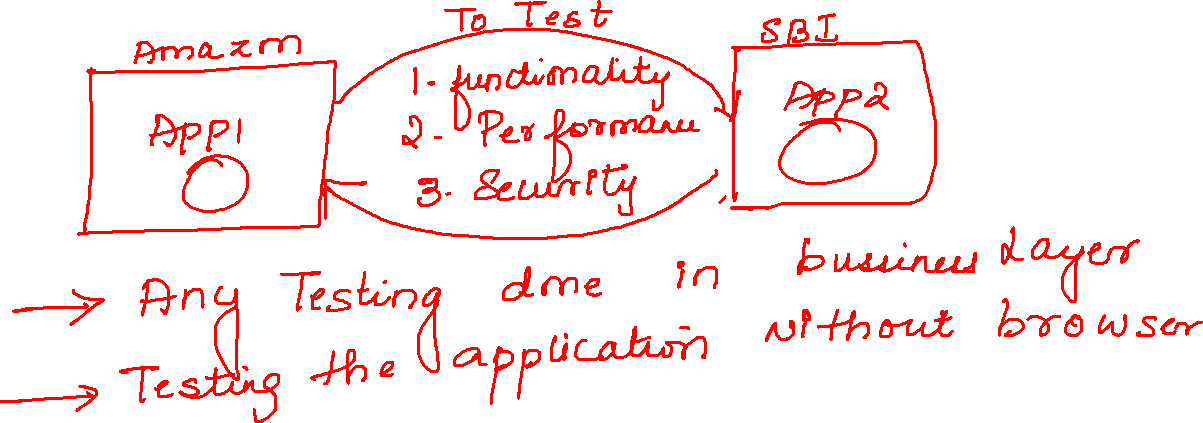 To Test
Amazon
SBI
1. functionality
App1
App2
2. Performance
3. Security
→ Any Testing done in bussiness Layer
→ Testing the application without browser